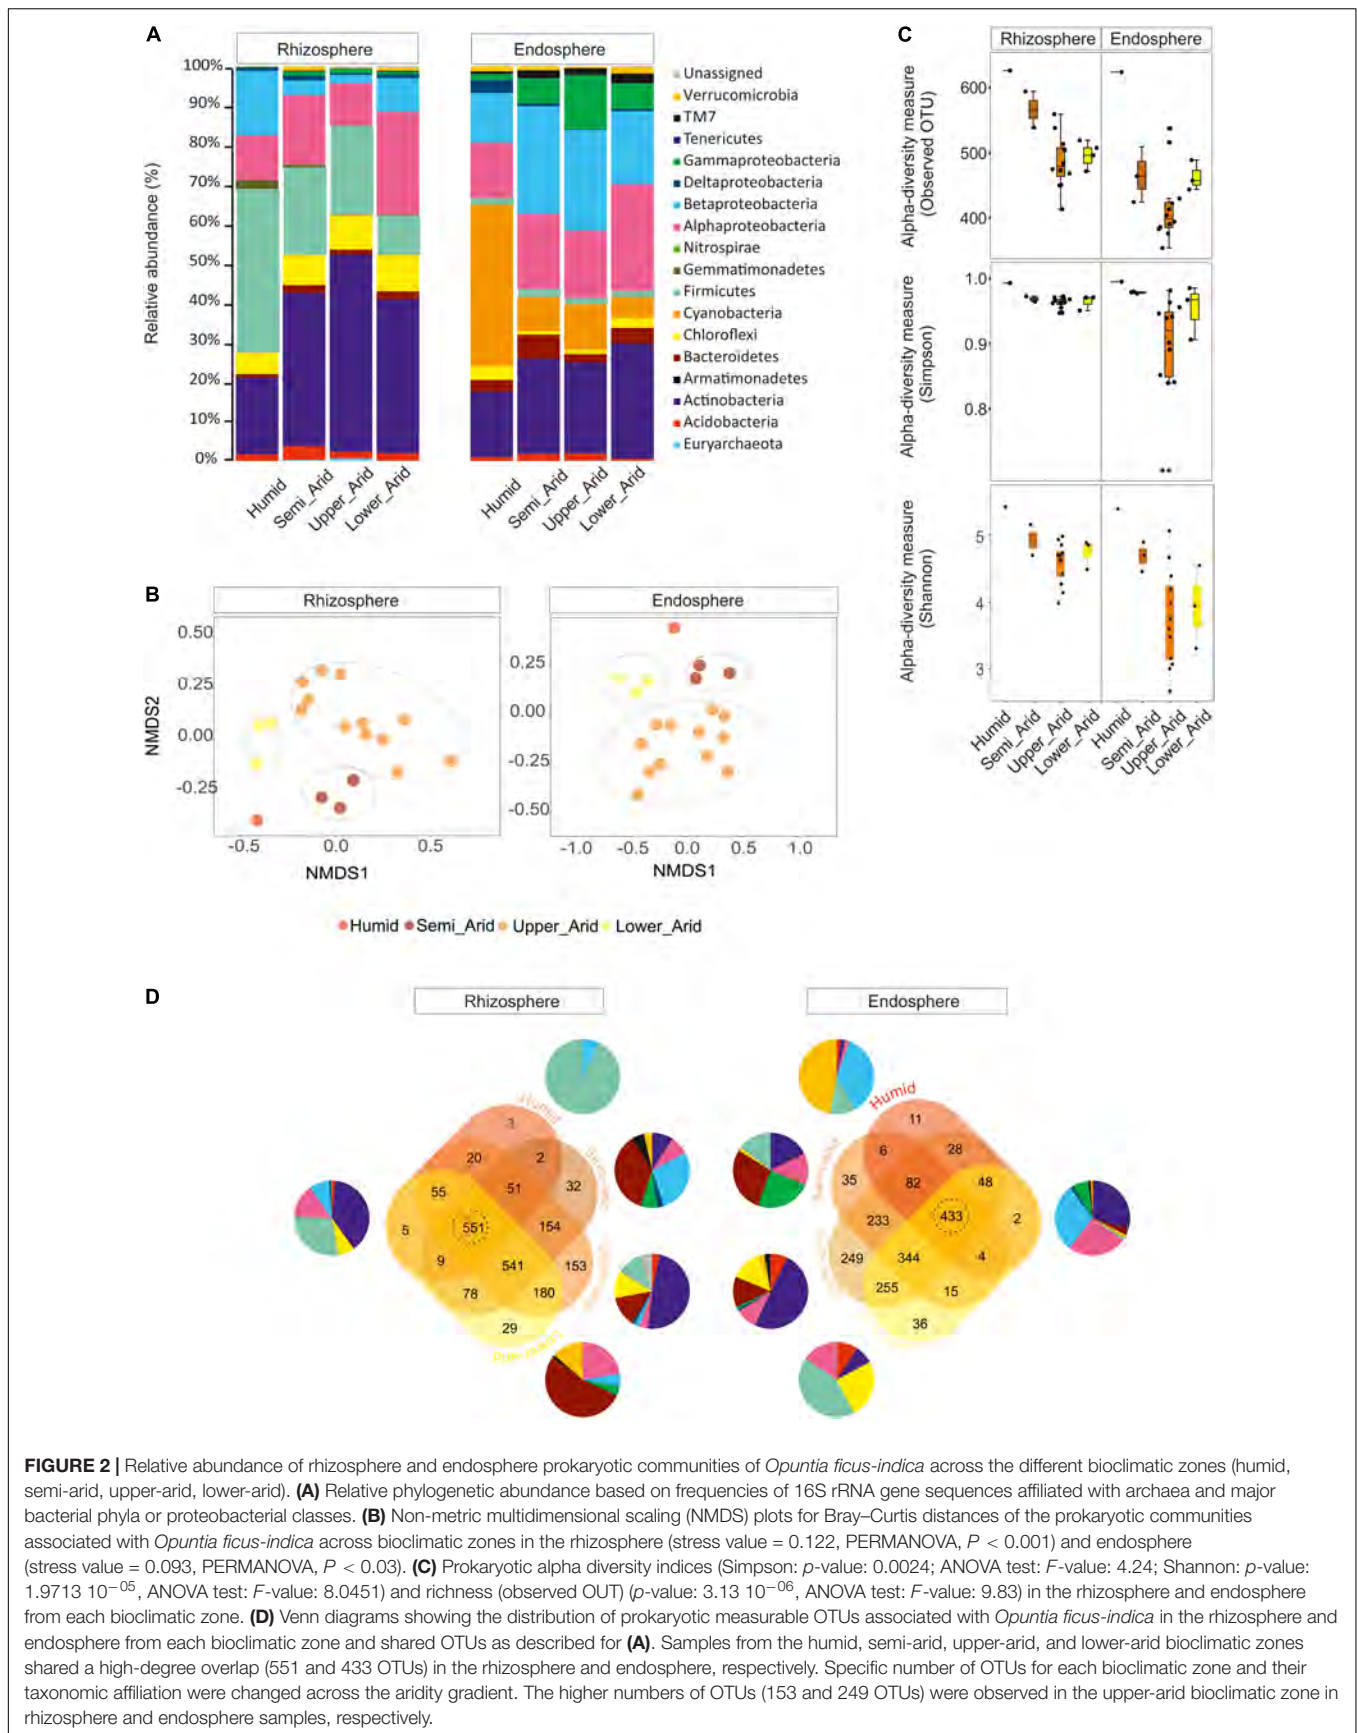 A
Rhizosphere
Endosphere
100%
90%
80%
70%
60%
50%
40%
30%
20%
10%
0%
Relative abundance (%)
Humid
Semi_Arid
Upper_Arid
Lower_Arid
Humid
Semi_Arid
Upper_Arid
Lower_Arid
Unassigned
Verrucomicrobia
TM7
Tenericutes
Gammaproteobacteria
Deltaproteobacteria
Betaproteobacteria
Alphaproteobacteria
Nitrospirae
Gemmatimonadetes
Firmicutes
Cyanobacteria
Chloroflexi
Bacteroidetes
Armatimonadetes
Actinobacteria
Acidobacteria
Euryarchaeota
C
Rhizosphere
Endosphere
Alpha-diversity measure
(Observed OTU)
600
500
400
Alpha-diversity measure
(Simpson)
1.0
0.9
0.8
Alpha-diversity measure
(Shannon)
5
4
3
Humid
Semi_Arid
Upper_Arid
Lower_Arid
Humid
Semi_Arid
Upper_Arid
Lower_Arid
B
Rhizosphere
Endosphere
NMDS2
0.50
0.25
0.00
-0.25
-0.5
0.0
0.5
NMDS1
0.25
0.00
-0.25
-0.50
-1.0
-0.5
0.0
0.5
1.0
NMDS1
Humid Semi_Arid Upper_Arid Lower_Arid
D
Rhizosphere
Endosphere
Humid
3
20
2
55
51
32
5
551
154
9
541
153
78
180
29
Humid
11
6
28
35
82
48
233
433
2
249
344
4
255
15
36
FIGURE 2 | Relative abundance of rhizosphere and endosphere prokaryotic communities of Opuntia ficus-indica across the different bioclimatic zones (humid,
semi-arid, upper-arid, lower-arid). (A) Relative phylogenetic abundance based on frequencies of 16S rRNA gene sequences affiliated with archaea and major
bacterial phyla or proteobacterial classes. (B) Non-metric multidimensional scaling (NMDS) plots for Bray–Curtis distances of the prokaryotic communities
associated with Opuntia ficus-indica across bioclimatic zones in the rhizosphere (stress value = 0.122, PERMANOVA, P < 0.001) and endosphere
(stress value = 0.093, PERMANOVA, P < 0.03). (C) Prokaryotic alpha diversity indices (Simpson: p-value: 0.0024; ANOVA test: F-value: 4.24; Shannon: p-value:
1.9713 10−05, ANOVA test: F-value: 8.0451) and richness (observed OUT) (p-value: 3.13 10−06, ANOVA test: F-value: 9.83) in the rhizosphere and endosphere
from each bioclimatic zone. (D) Venn diagrams showing the distribution of prokaryotic measurable OTUs associated with Opuntia ficus-indica in the rhizosphere and
endosphere from each bioclimatic zone and shared OTUs as described for (A). Samples from the humid, semi-arid, upper-arid, and lower-arid bioclimatic zones
shared a high-degree overlap (551 and 433 OTUs) in the rhizosphere and endosphere, respectively. Specific number of OTUs for each bioclimatic zone and their
taxonomic affiliation were changed across the aridity gradient. The higher numbers of OTUs (153 and 249 OTUs) were observed in the upper-arid bioclimatic zone in
rhizosphere and endosphere samples, respectively.